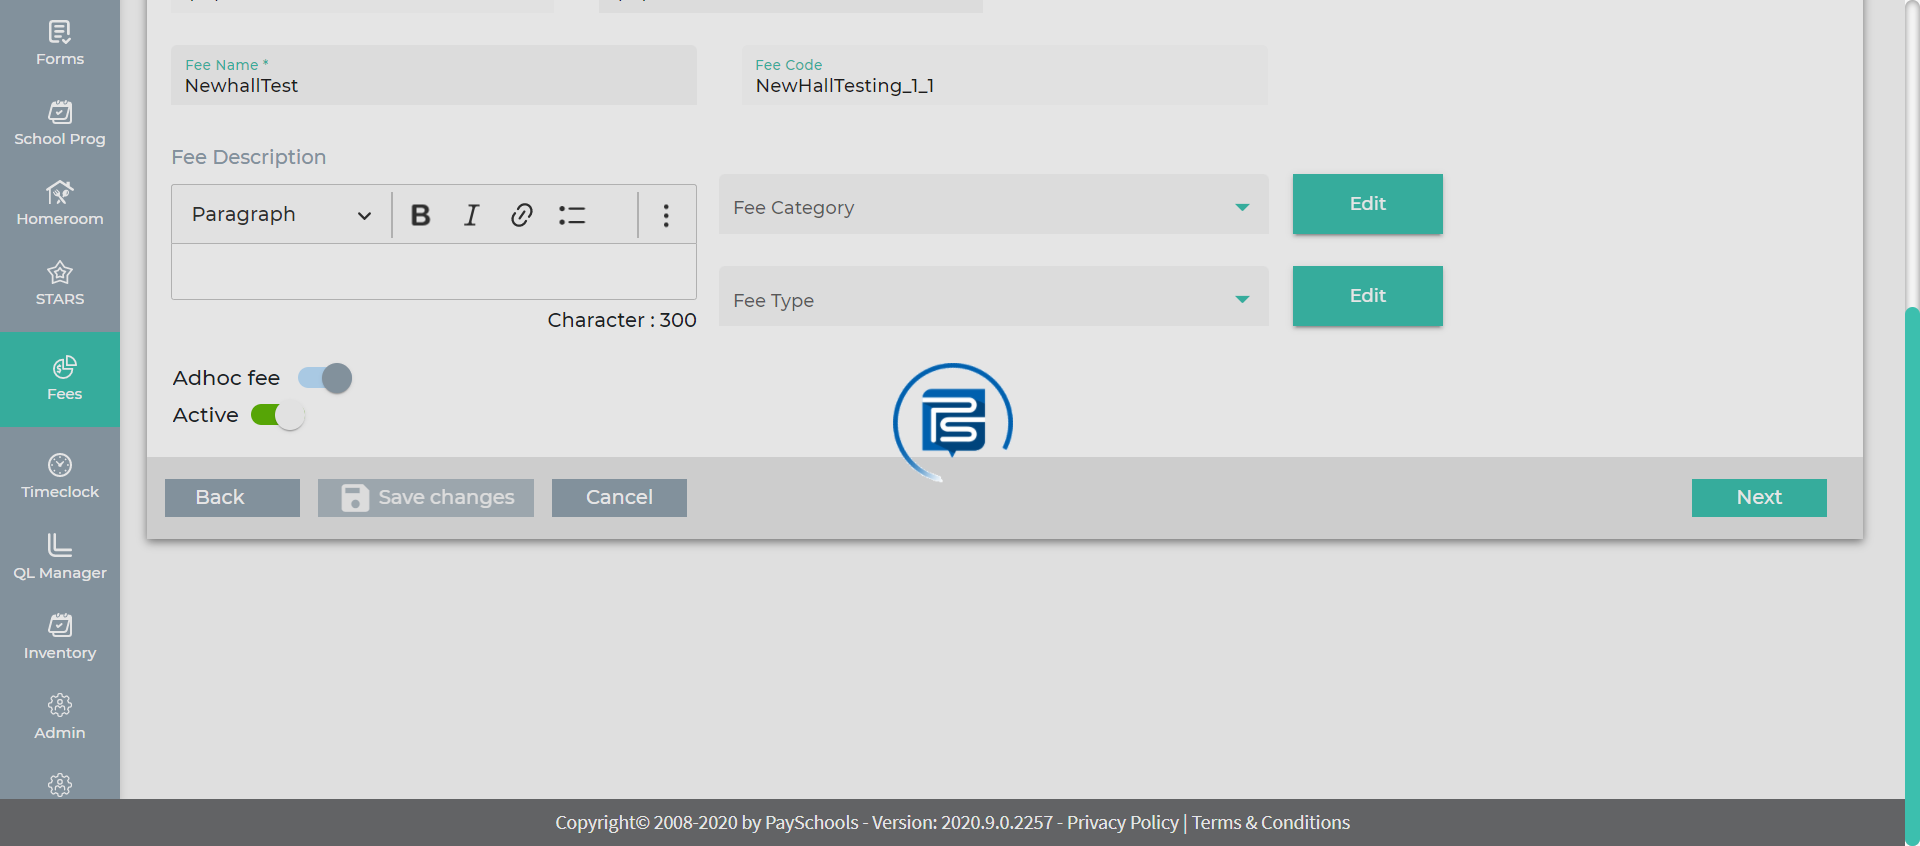 Forms
School Prog
Homeroom
STARS
Fees
Timeclock
QL Manager
Inventory
Admin
Fee Name *
NewhallTest
Fee Code
NewHallTesting_1_1
Fee Description
Paragraph
B I
Character : 300
Fee Category
Edit
Fee Type
Edit
Adhoc fee
Active
PS
Back
Save changes
Cancel
Next
Copyright© 2008-2020 by PaySchools - Version: 2020.9.0.2257 - Privacy Policy | Terms & Conditions